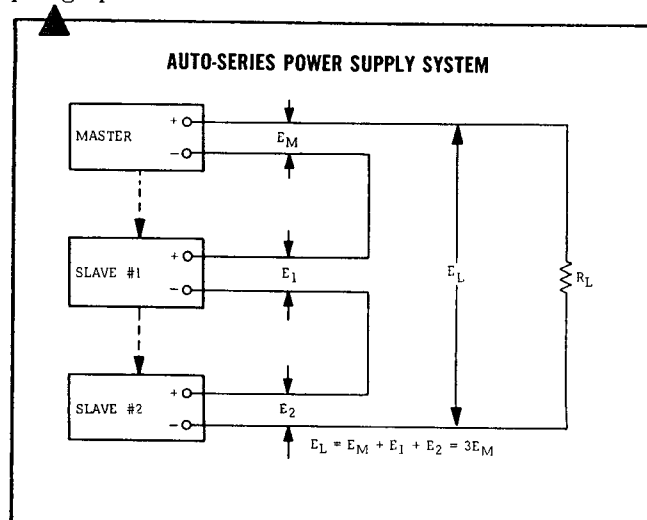 AUTO-SERIES POWER SUPPLY SYSTEM
MASTER
+
−
E_M
SLAVE #1
+
−
E_1
E_L
R_L
SLAVE #2
+
−
E_2
E_L = E_M + E_1 + E_2 = 3E_M